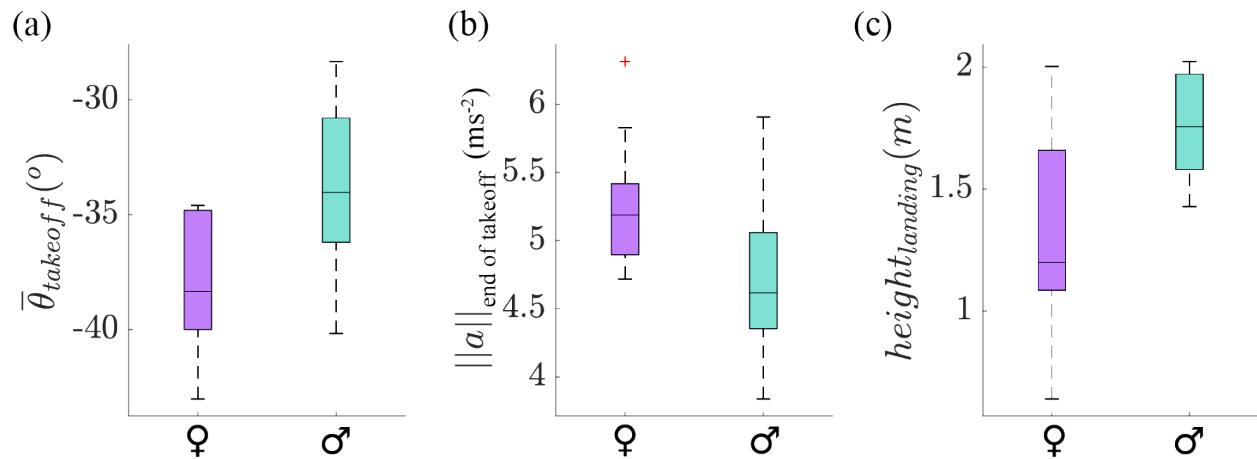 (a)
-30
-35
-40
θ̅takeoff(o)
♀ ♂
(b)
6
5.5
5
4.5
4
||a||end of takeoff (ms-2)
♀ ♂
(c)
2
1.5
1
heightlanding(m)
♀ ♂